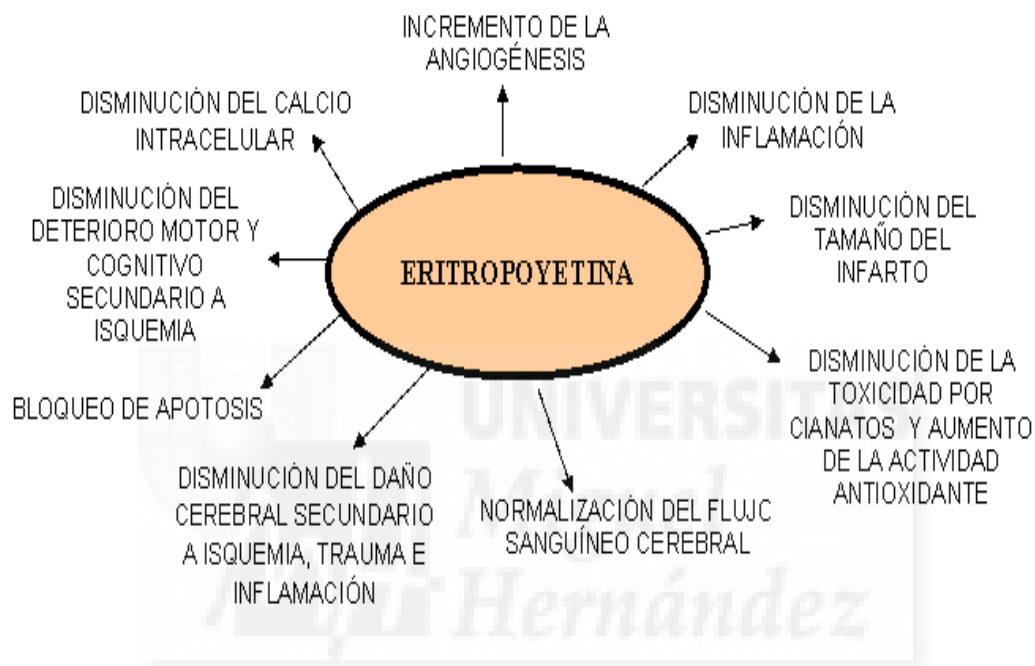 INCREMENTO DE LA
ANGIOGÉNESIS
DISMINUCIÓN DEL CALCIO
INTRACELULAR
DISMINUCIÓN DE LA
INFLAMACIÓN
DISMINUCIÓN DEL
DETERIORO MOTOR Y
COGNITIVO
SECUNDARIO A
ISQUEMIA
DISMINUCIÓN DEL
TAMAÑO DEL
INFARTO
ERITROPOYETINA
BLOQUEO DE APOTOSIS
DISMINUCIÓN DE LA
TOXICIDAD POR
CIANATOS Y AUMENTO
DE LA ACTIVIDAD
ANTIOXIDANTE
DISMINUCIÓN DEL DAÑO
CEREBRAL SECUNDARIO
A ISQUEMIA, TRAUMA E
INFLAMACIÓN
NORMALIZACIÓN DEL FLUJC
SANGUÍNEO CEREBRAL
UNIVERSITAS
Miguel
Hernández